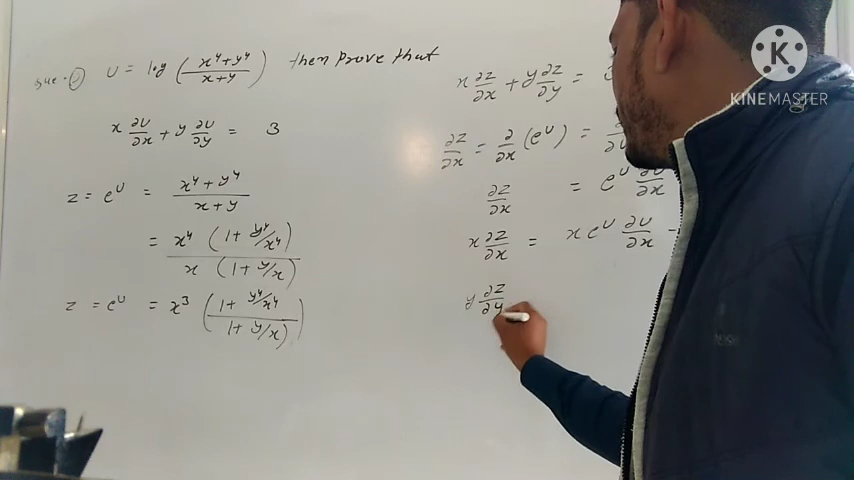 Que-① U = log ( x⁴+y⁴ / x+y ) then prove that
x ∂U/∂x + y ∂U/∂y = 3
z = e^U = x⁴+y⁴ / x+y
= x⁴ (1+ y⁴/x⁴) / x (1+ y/x)
z = e^U = x³ ( 1+ y⁴/x⁴ / 1+ y/x )
x ∂z/∂x + y ∂z/∂y =
∂z/∂x = ∂/∂x (e^U) =
∂z/∂x = e^U ∂U/∂x
x ∂z/∂x = x e^U ∂U/∂x
y ∂z/∂y
KINEMASTER